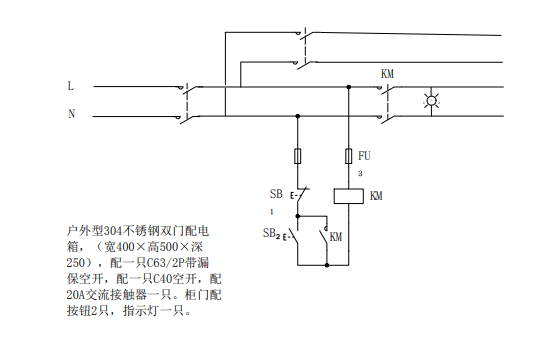 KM
L
N
FU
3
SB
1
KM
SB2
KM
户外型304不锈钢双门配电
箱，（宽400×高500×深
250），配一只C63/2P带漏
保空开，配一只C40空开，配
20A交流接触器一只。柜门配
按钮2只，指示灯一只。